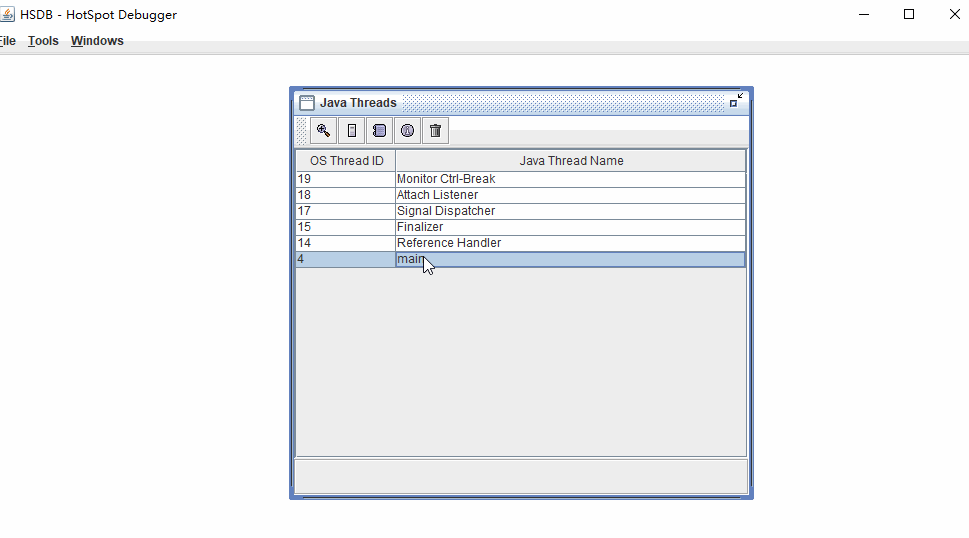 HSDB - HotSpot Debugger
File Tools Windows
Java Threads
OS Thread ID Java Thread Name
19 Monitor Ctrl-Break
18 Attach Listener
17 Signal Dispatcher
15 Finalizer
14 Reference Handler
4 main